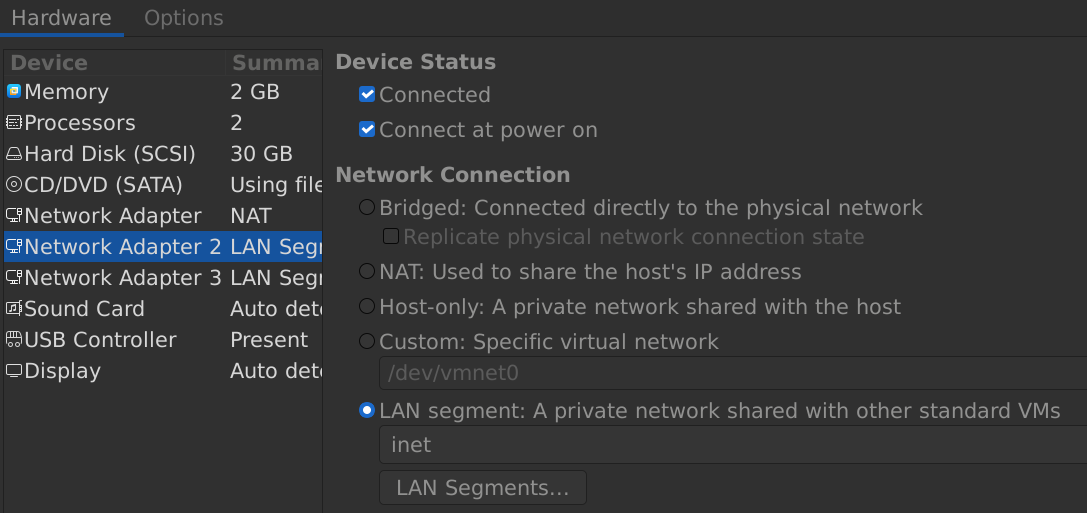 Hardware Options
Device Summa
Memory 2 GB
Processors 2
Hard Disk (SCSI) 30 GB
CD/DVD (SATA) Using file
Network Adapter NAT
Network Adapter 2 LAN Segr
Network Adapter 3 LAN Segr
Sound Card Auto dete
USB Controller Present
Display Auto dete
Device Status
Connected
Connect at power on
Network Connection
Bridged: Connected directly to the physical network
Replicate physical network connection state
NAT: Used to share the host's IP address
Host-only: A private network shared with the host
Custom: Specific virtual network
/dev/vmnet0
LAN segment: A private network shared with other standard VMs
inet
LAN Segments...